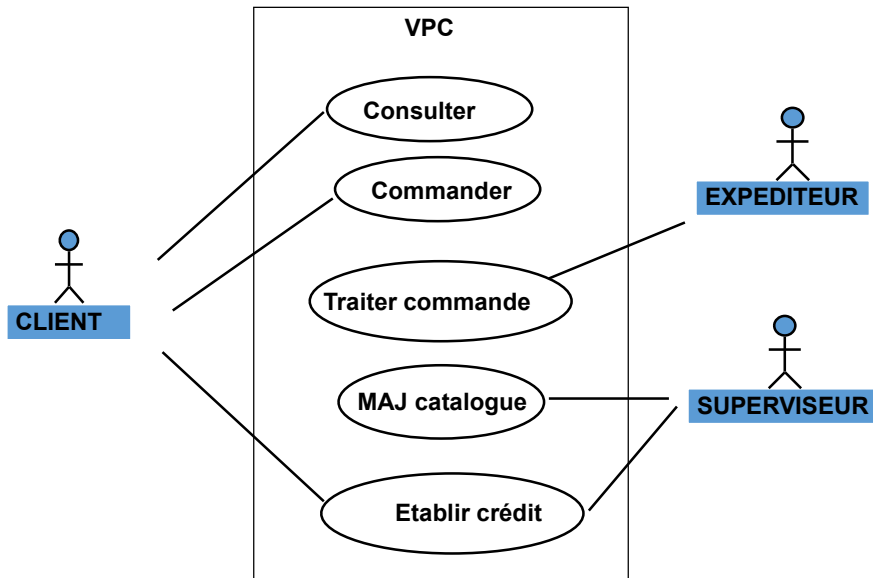 VPC
Consulter
Commander
EXPEDITEUR
CLIENT
Traiter commande
MAJ catalogue
SUPERVISEUR
Etablir crédit